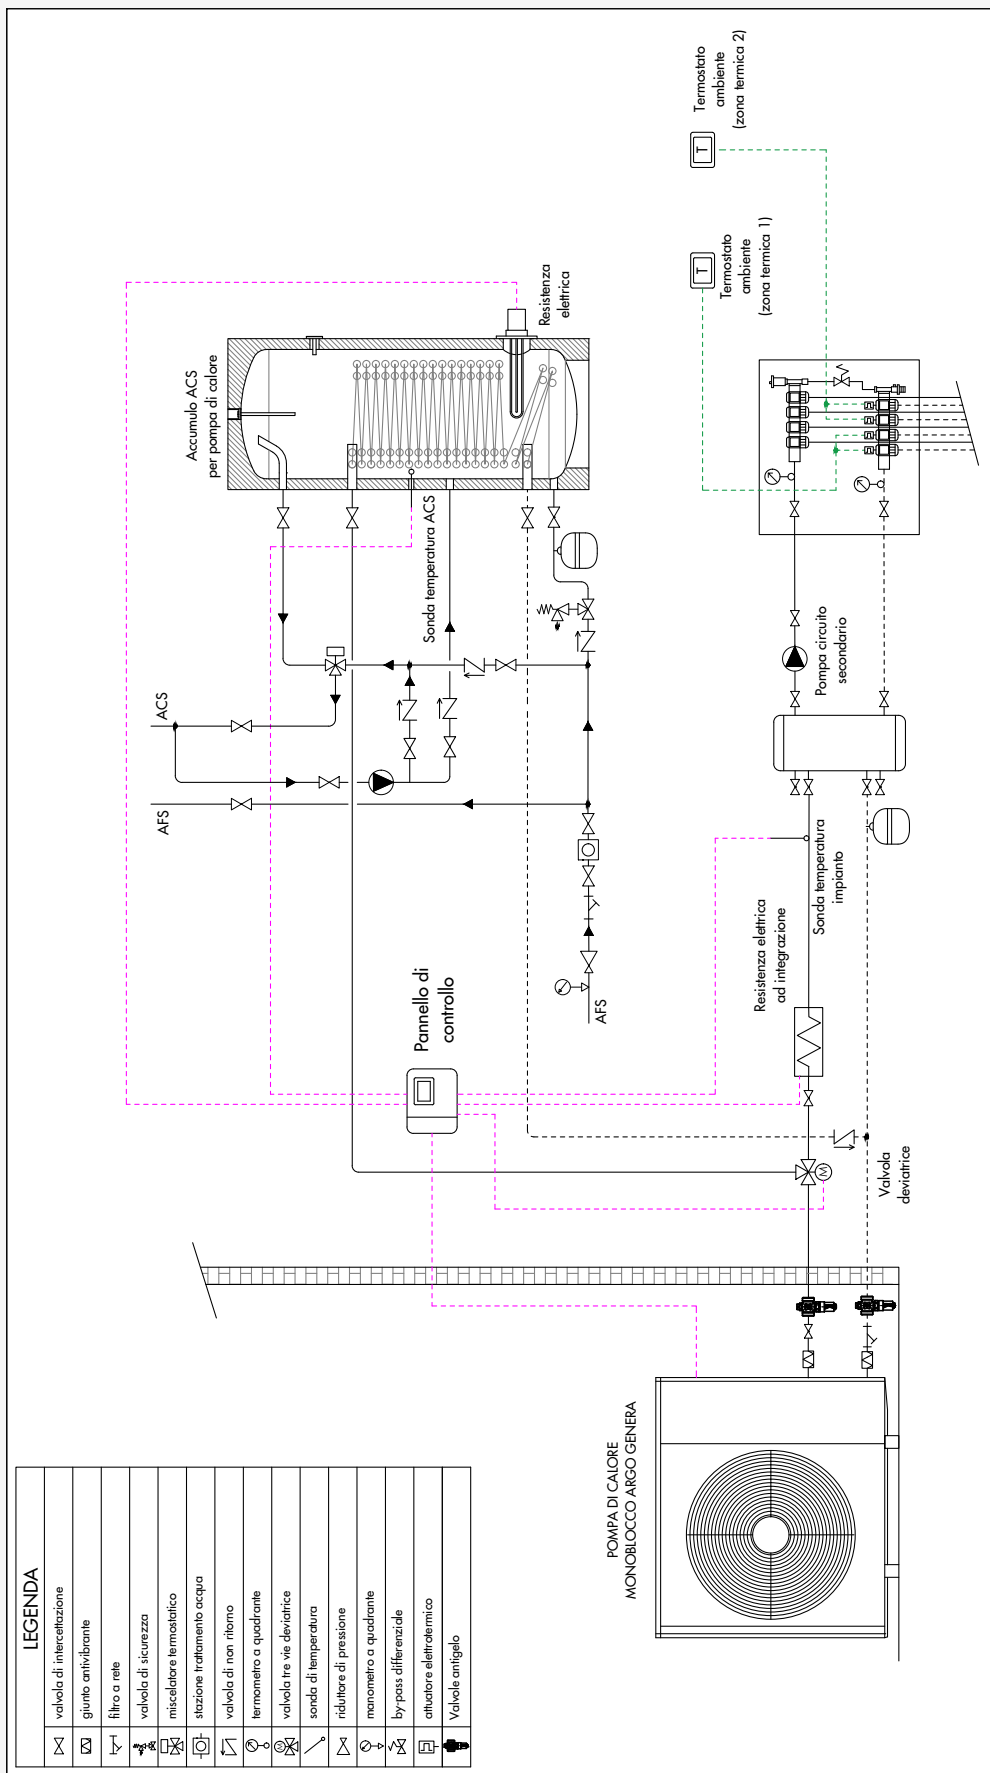 LEGENDA
valvola di intercettazione
giunto antivibrante
filtro a rete
valvola di sicurezza
miscelatore termostatico
stazione trattamento acqua
valvola di non ritorno
termometro a quadrante
M
valvola tre vie deviatrice
sonda di temperatura
riduttore di pressione
manometro a quadrante
by-pass differenziale
attuatore elettrotermico
Valvole antigelo
POMPA DI CALORE
MONOBLOCCO ARGO GENERA
AFS
ACS
Accumulo ACS
per pompa di calore
Resistenza
elettrica
Sonda temperatura ACS
AFS
Pannello di
controllo
M
Valvola
deviatrice
Resistenza elettrica
ad integrazione
Sonda temperatura
impianto
Pompa circuito
secondario
T
Termostato
ambiente
(zona termica 1)
T
Termostato
ambiente
(zona termica 2)